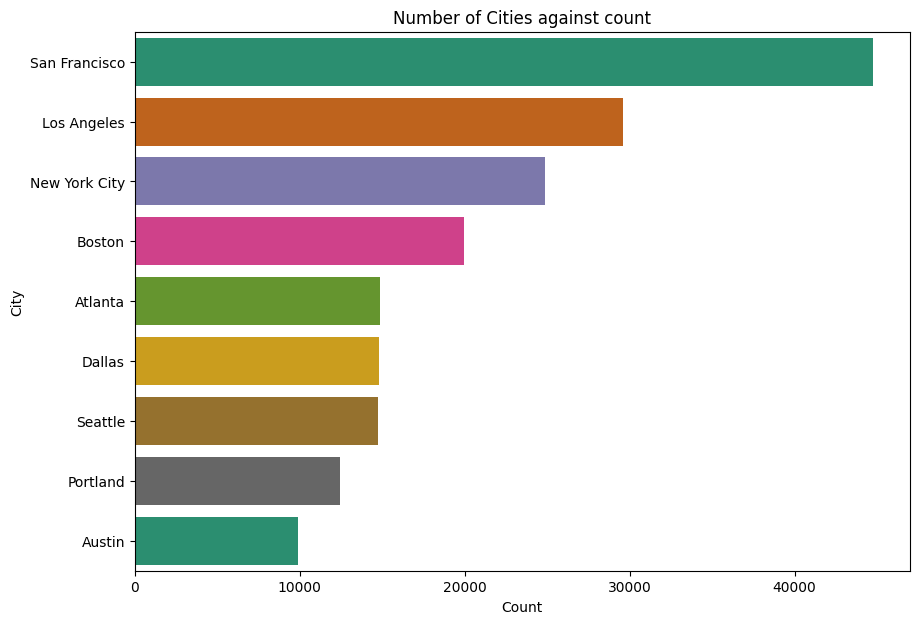 Number of Cities against count
San Francisco
Los Angeles
New York City
Boston
Atlanta
Dallas
Seattle
Portland
Austin
City
0 10000 20000 30000 40000
Count